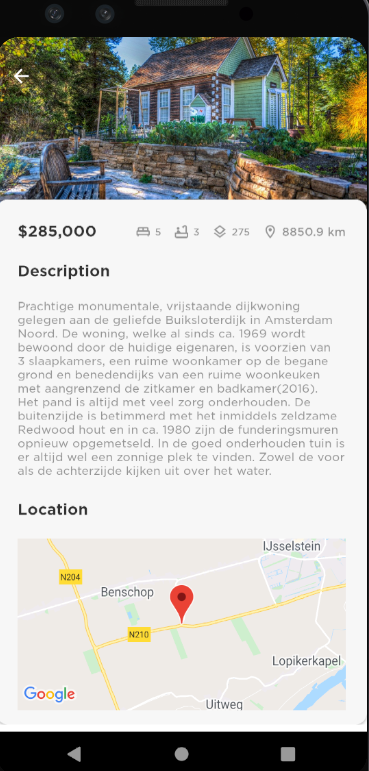 $285,000 5 3 275 8850.9 km
Description
Prachtige monumentale, vrijstaande dijkwoning
gelegen aan de geliefde Buiksloterdijk in Amsterdam
Noord. De woning, welke al sinds ca. 1969 wordt
bewoond door de huidige eigenaren, is voorzien van
3 slaapkamers, een ruime woonkamer op de begane
grond en benedendijks van een ruime woonkeuken
met aangrenzend de zitkamer en badkamer(2016).
Het pand is altijd met veel zorg onderhouden. De
buitenzijde is betimmerd met het inmiddels zeldzame
Redwood hout en in ca. 1980 zijn de funderingsmuren
opnieuw opgemetseld. In de goed onderhouden tuin is
er altijd wel een zonnige plek te vinden. Zowel de voor
als de achterzijde kijken uit over het water.
Location
IJsselstein
N204
Benschop
N210
Lopikerkapel
Google
Uitweg